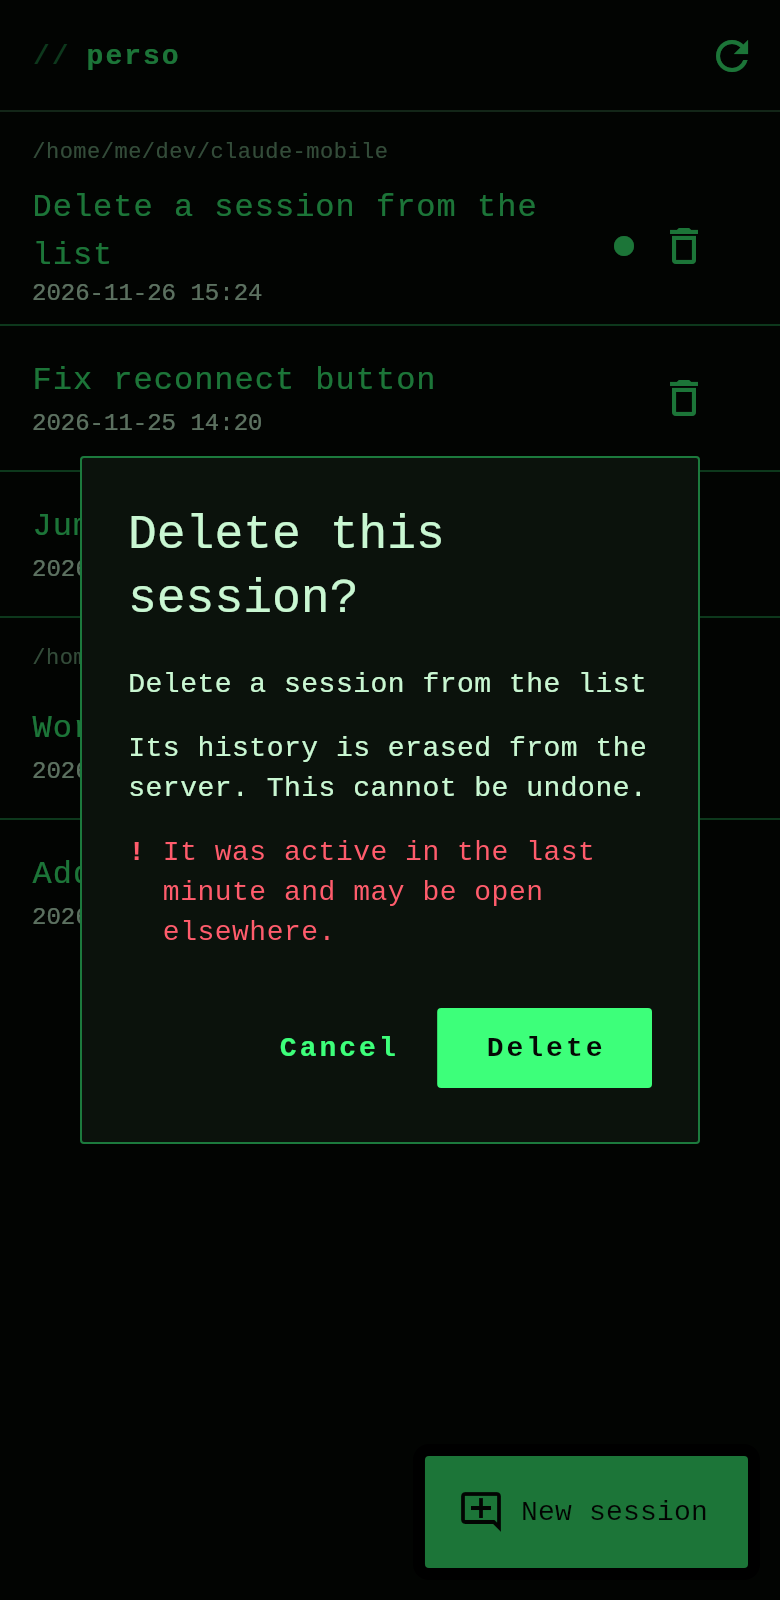 // perso
/home/me/dev/claude-mobile
Delete a session from the
list
2026-11-26 15:24
Fix reconnect button
2026-11-25 14:20
Delete this
session?
Delete a session from the list
Its history is erased from the
server. This cannot be undone.
! It was active in the last
minute and may be open
elsewhere.
Cancel Delete
New session